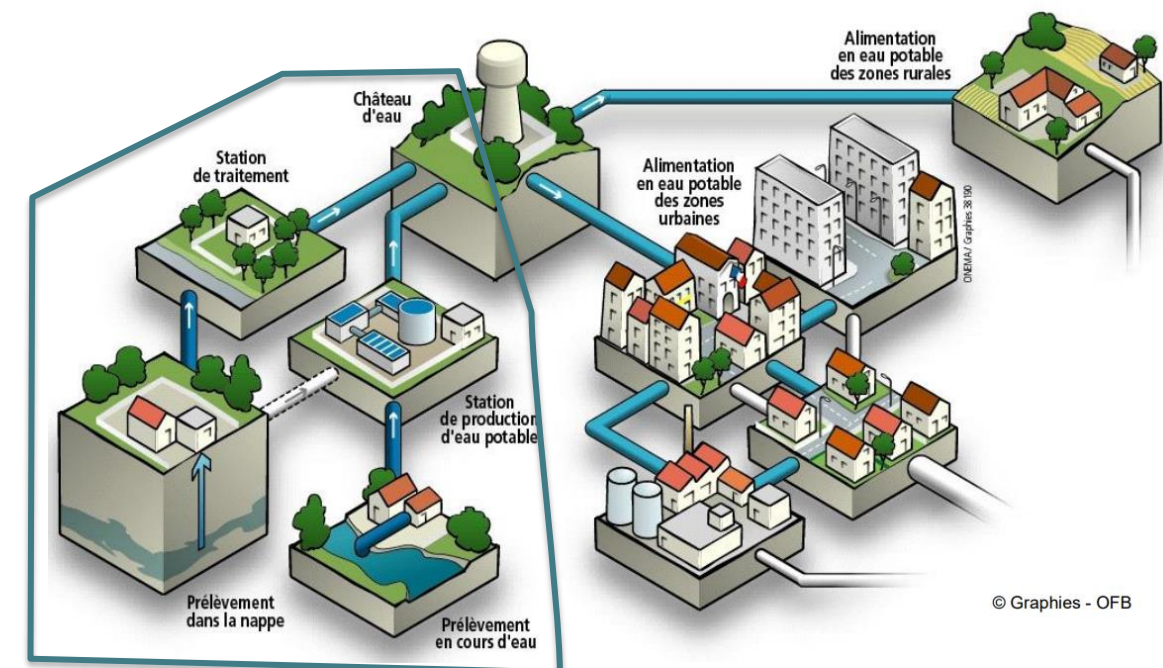 Alimentation
en eau potable
des zones rurales
Château
d'eau
Station
de traitement
Alimentation
en eau potable
des zones
urbaines
ONEMA / Graphies 38 190
Station
de production
d'eau potable
Prélèvement
dans la nappe
Prélèvement
en cours d'eau
© Graphies - OFB